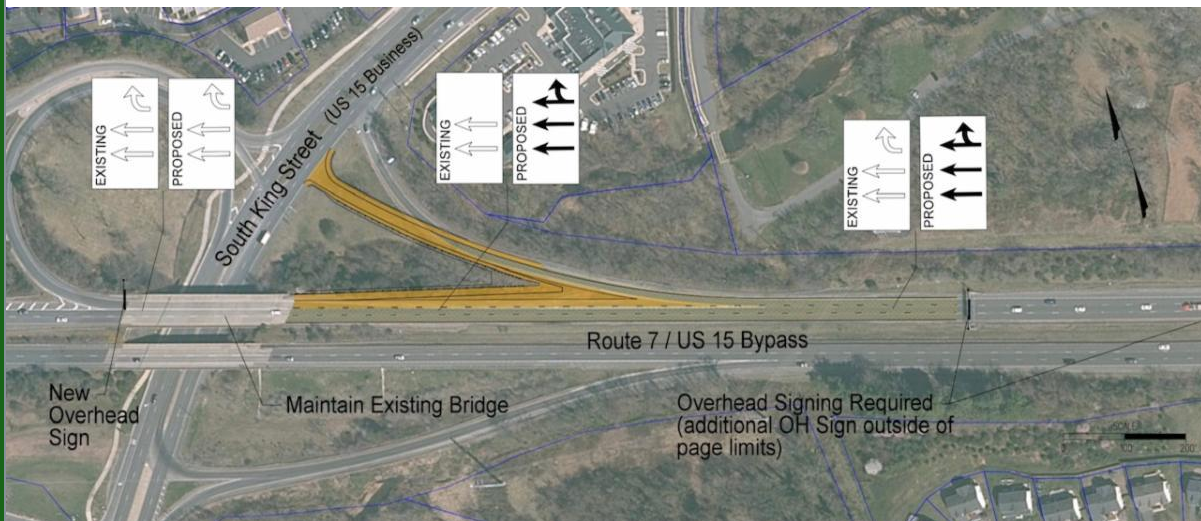 EXISTING
PROPOSED
EXISTING
PROPOSED
EXISTING
PROPOSED
South King Street (US 15 Business)
Route 7 / US 15 Bypass
New
Overhead
Sign
Maintain Existing Bridge
Overhead Signing Required
(additional OH Sign outside of
page limits)